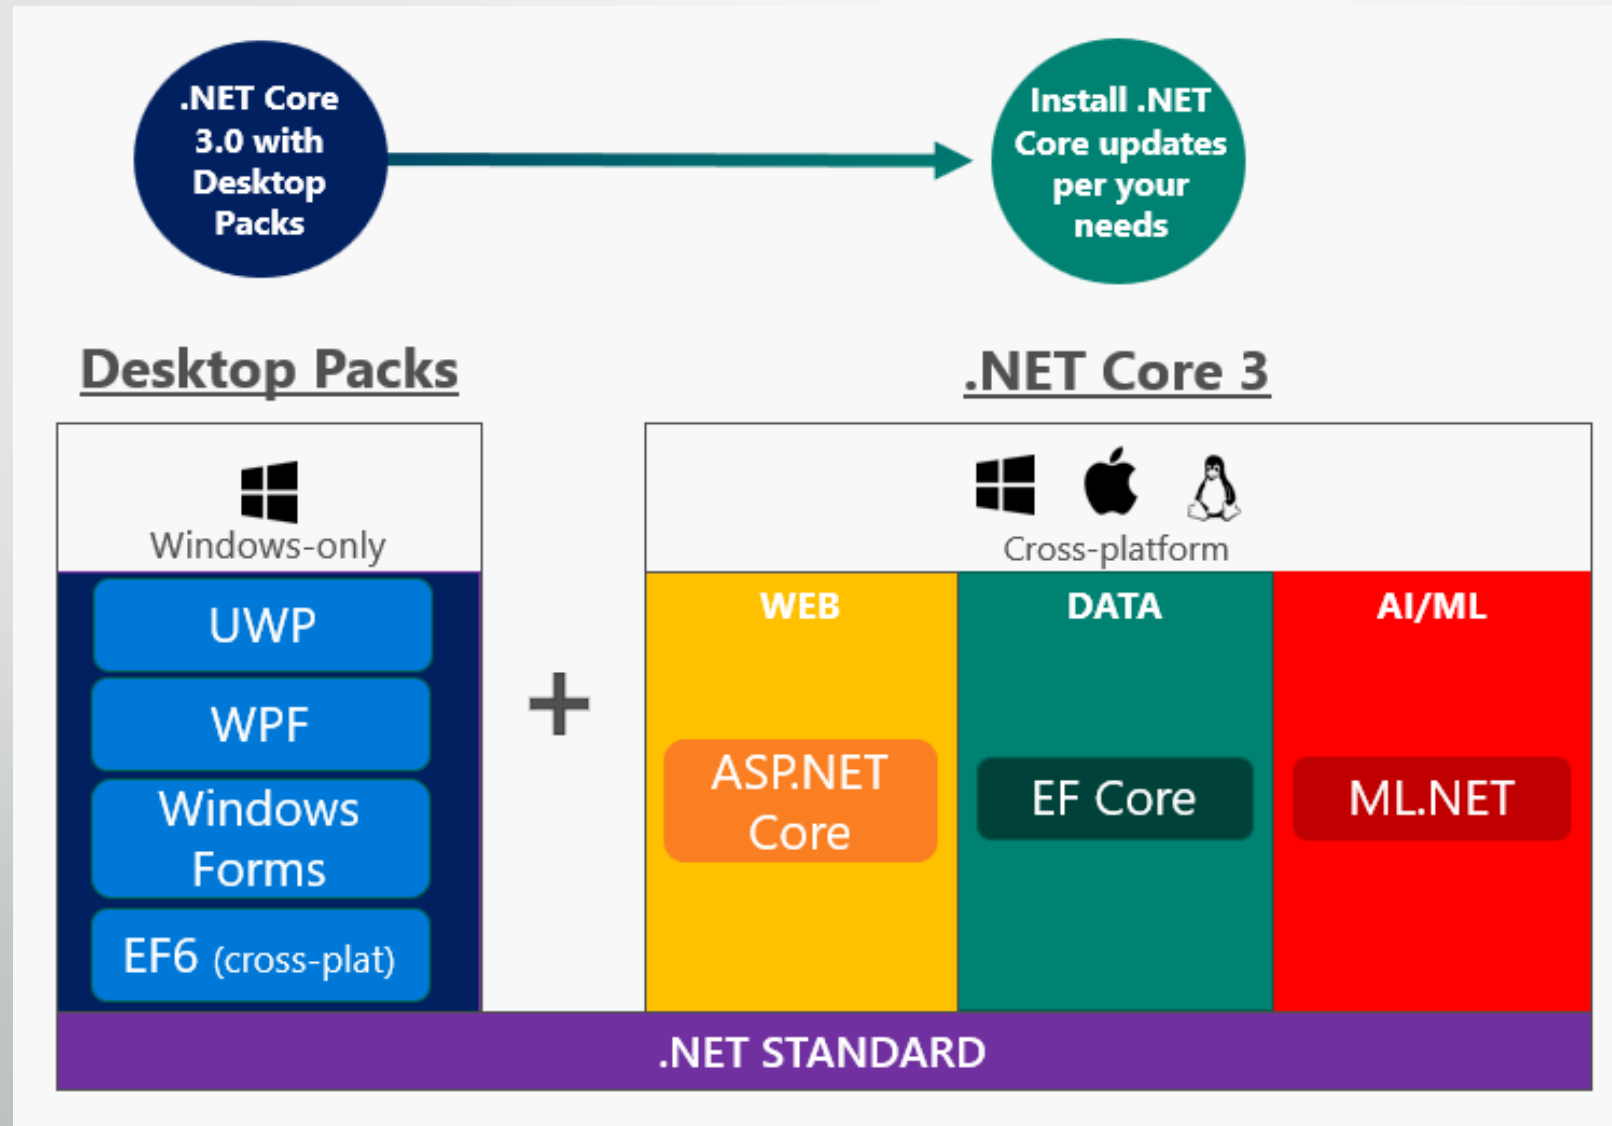 .NET Core
3.0 with
Desktop
Packs
Install .NET
Core updates
per your
needs
Desktop Packs
.NET Core 3
Windows-only
Cross-platform
UWP
WPF
Windows
Forms
EF6 (cross-plat)
+
WEB
ASP.NET
Core
DATA
EF Core
AI/ML
ML.NET
.NET STANDARD